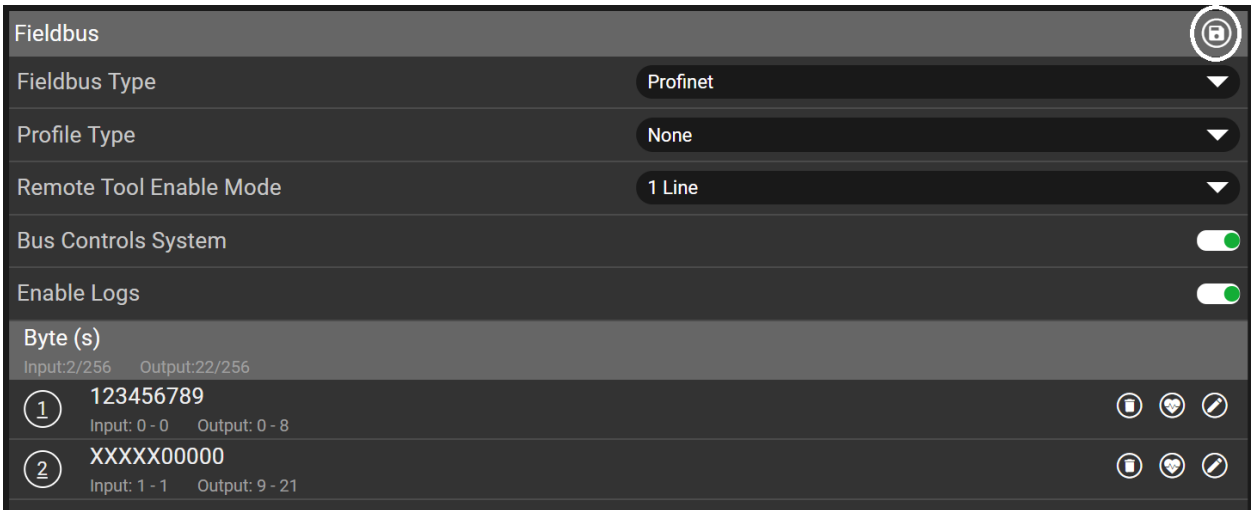 Fieldbus
Fieldbus Type Profinet
Profile Type None
Remote Tool Enable Mode 1 Line
Bus Controls System
Enable Logs
Byte (s)
Input:2/256 Output:22/256
1 123456789
Input: 0 - 0 Output: 0 - 8
2 XXXXX00000
Input: 1 - 1 Output: 9 - 21